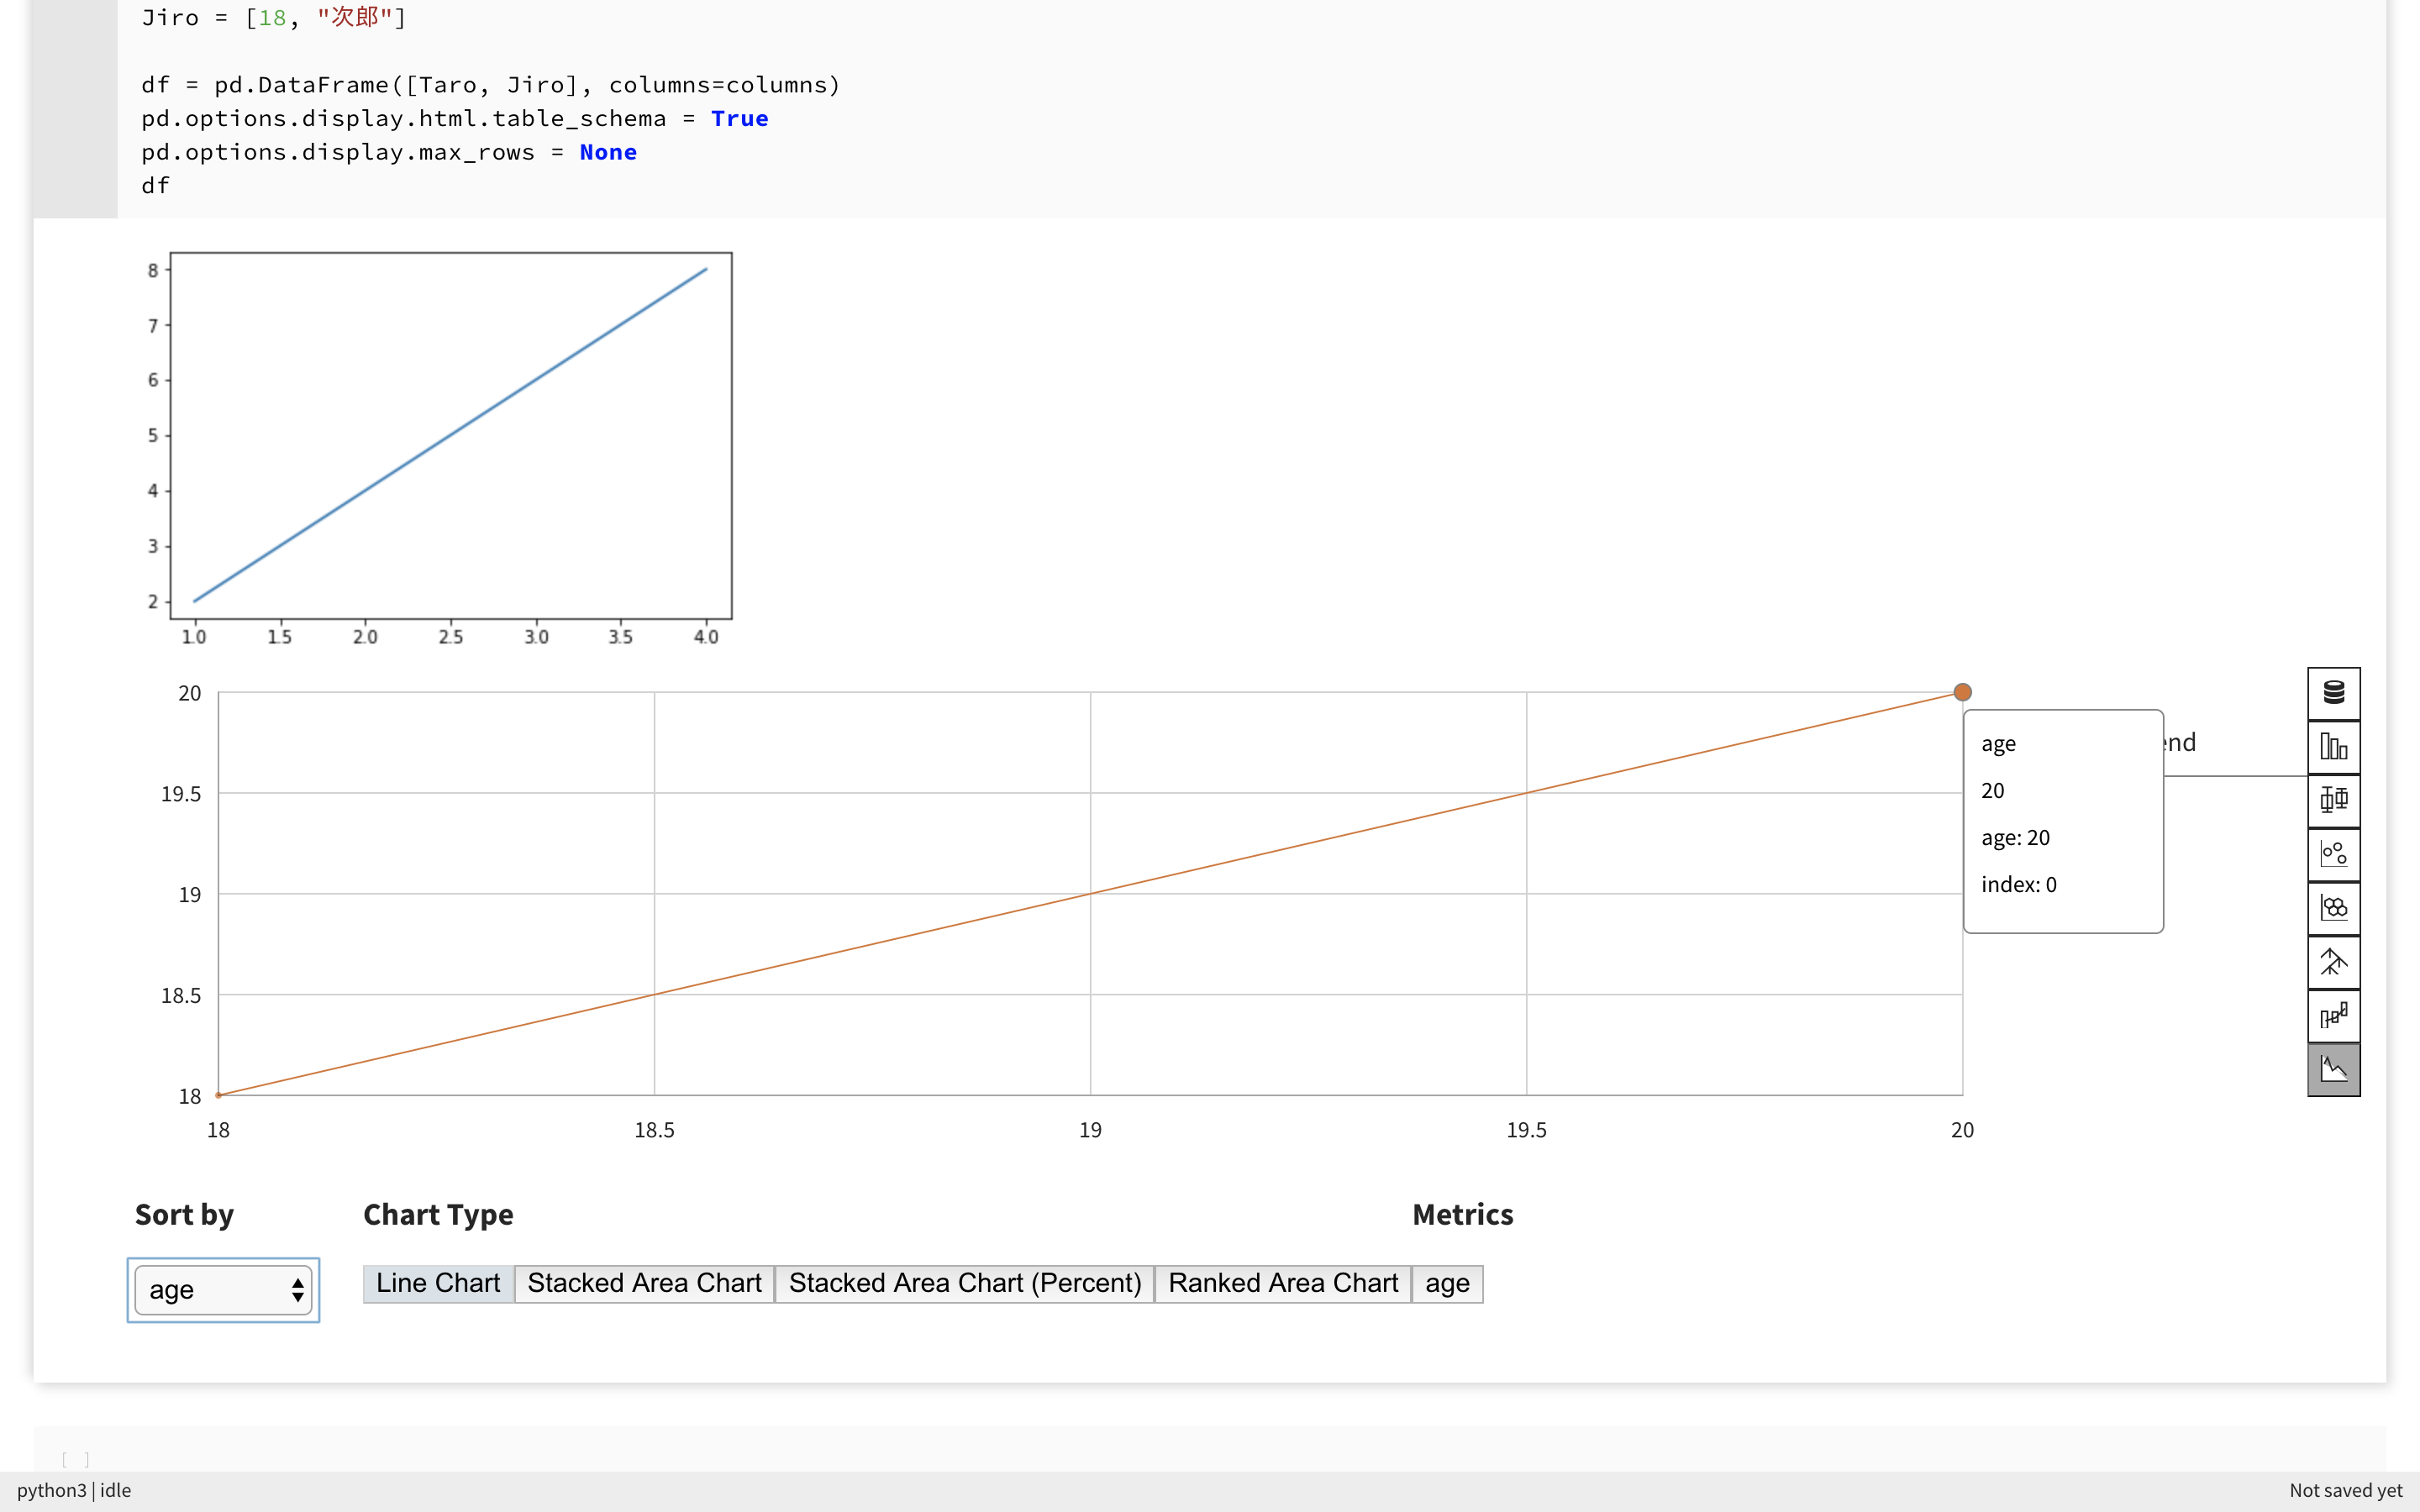 Jiro = [18, "次郎"]
df = pd.DataFrame([Taro, Jiro], columns=columns)
pd.options.display.html.table_schema = True
pd.options.display.max_rows = None
df
8
7
6
5
4
3
2
1.0 1.5 2.0 2.5 3.0 3.5 4.0
20
19.5
19
18.5
18
18 18.5 19 19.5 20
age
20
age: 20
index: 0
end
Sort by Chart Type Metrics
age Line Chart Stacked Area Chart Stacked Area Chart (Percent) Ranked Area Chart age
[ ]
python3 | idle Not saved yet